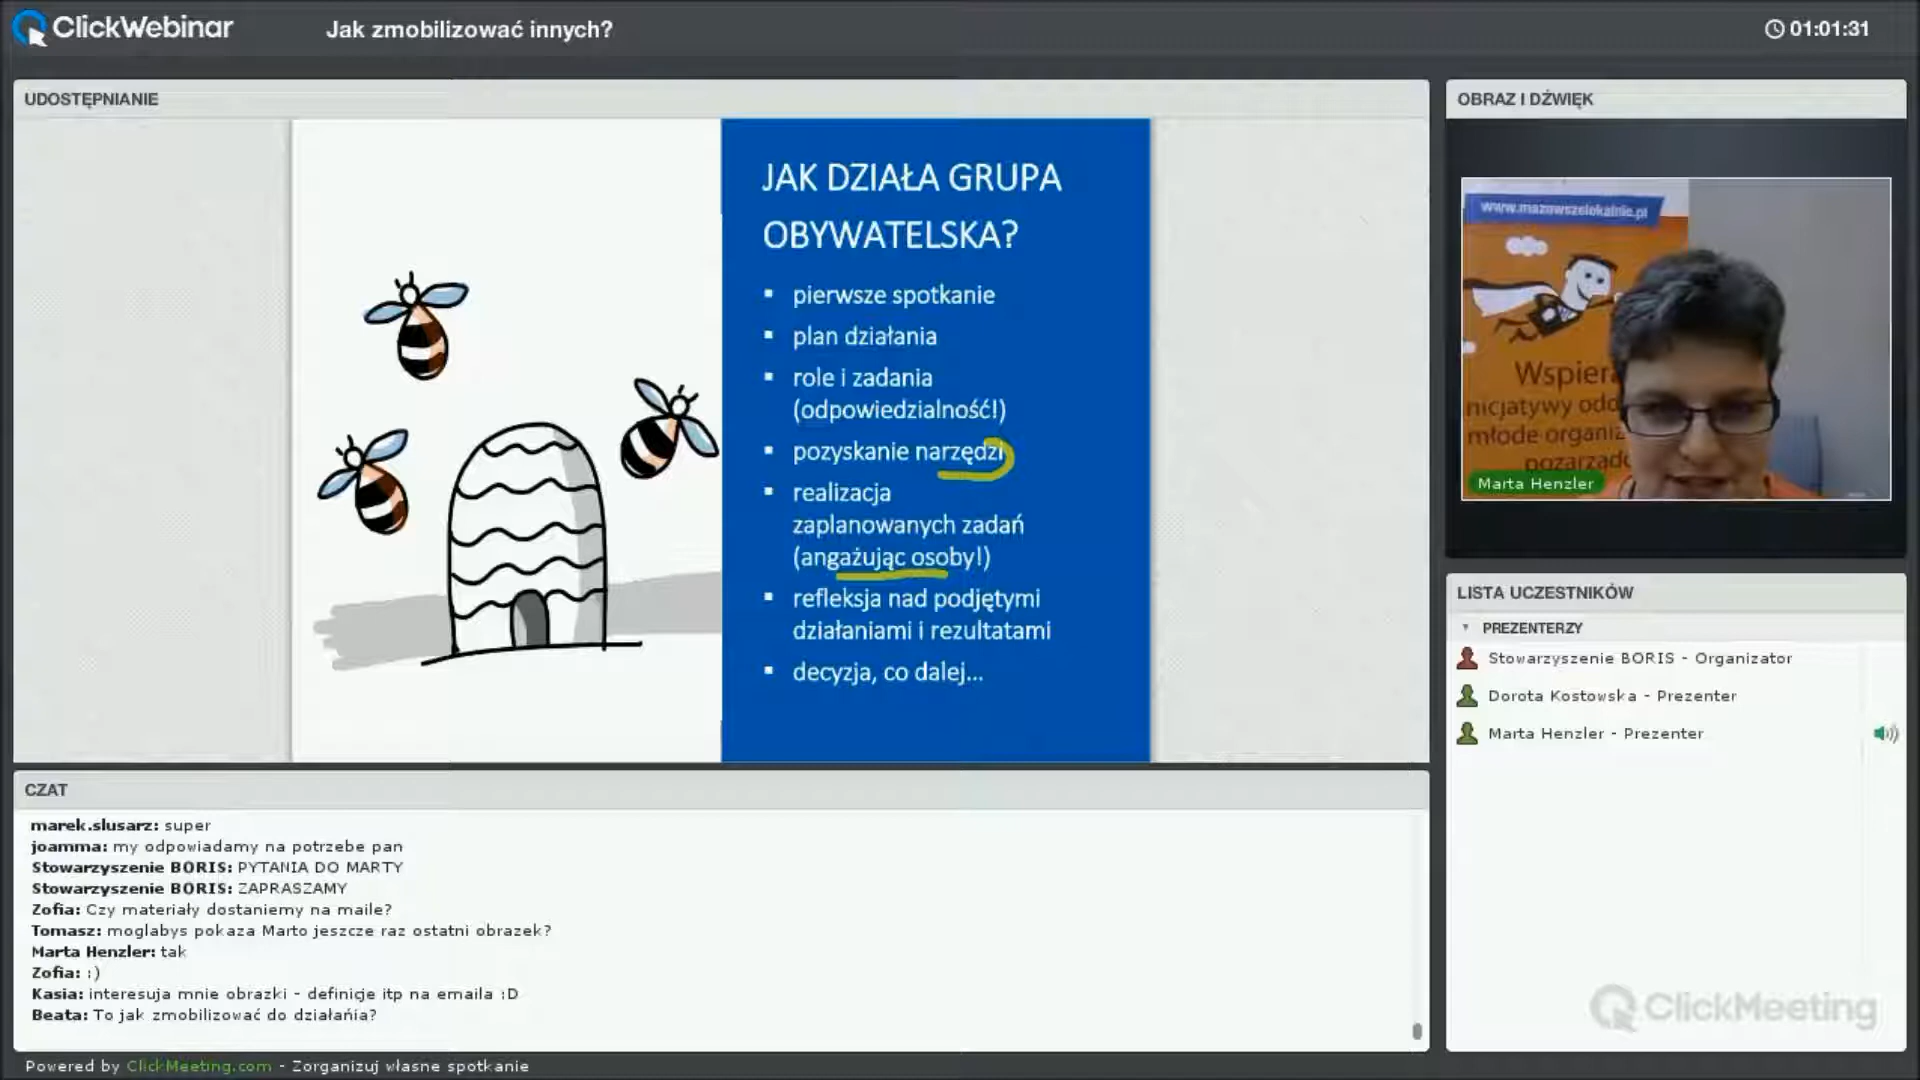 ClickWebinar
Jak zmobilizować innych?
01:01:31
UDOSTĘPNIANIE
JAK DZIAŁA GRUPA
OBYWATELSKA?
▪ pierwsze spotkanie
▪ plan działania
▪ role i zadania
(odpowiedzialność!)
▪ pozyskanie narzędzi
▪ realizacja
zaplanowanych zadań
(angażując osoby!)
▪ refleksja nad podjętymi
działaniami i rezultatami
▪ decyzja, co dalej...
OBRAZ I DŹWIĘK
www.mazowszelokalnie.pl
Wspiera
nicjatywy odd
młode organiz
pozarząd
Marta Henzler
LISTA UCZESTNIKÓW
PREZENTERZY
Stowarzyszenie BORIS - Organizator
Dorota Kostowska - Prezenter
Marta Henzler - Prezenter
CZAT
marek.slusarz: super
joamma: my odpowiadamy na potrzebe pan
Stowarzyszenie BORIS: PYTANIA DO MARTY
Stowarzyszenie BORIS: ZAPRASZAMY
Zofia: Czy materiały dostaniemy na maile?
Tomasz: moglabys pokaza Marto jeszcze raz ostatni obrazek?
Marta Henzler: tak
Zofia: :)
Kasia: interesuja mnie obrazki - definicje itp na emaila :D
Beata: To jak zmobilizować do działańia?
ClickMeeting
Powered by ClickMeeting.com - Zorganizuj własne spotkanie